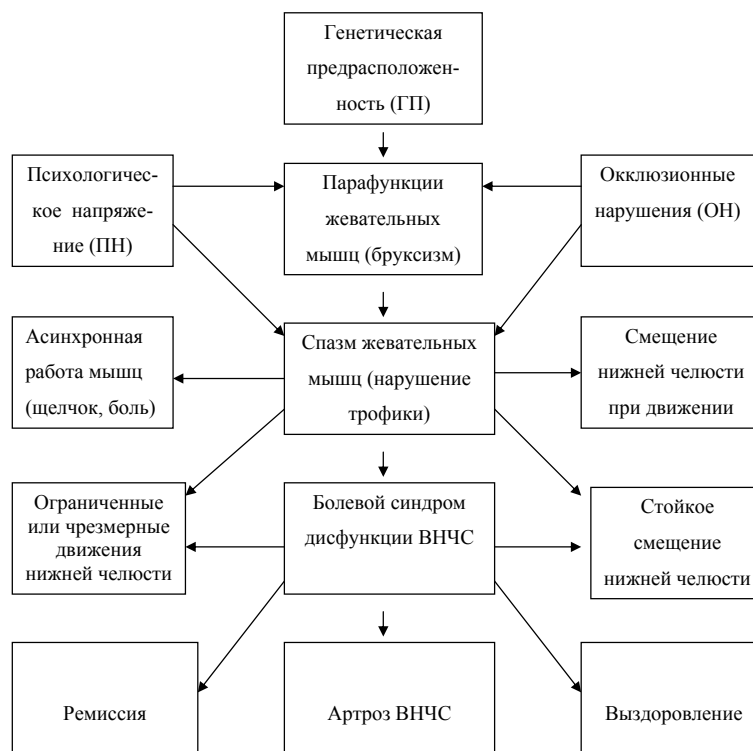 Генетическая
предрасположен-
ность (ГП)
Психологичес-
кое напряже-
ние (ПН)
Парафункции
жевательных
мышц (бруксизм)
Окклюзионные
нарушения (ОН)
Асинхронная
работа мышц
(щелчок, боль)
Спазм жевательных
мышц (нарушение
трофики)
Смещение
нижней челюсти
при движении
Ограниченные
или чрезмерные
движения
нижней челюсти
Болевой синдром
дисфункции ВНЧС
Стойкое
смещение
нижней челюсти
Ремиссия
Артроз ВНЧС
Выздоровление